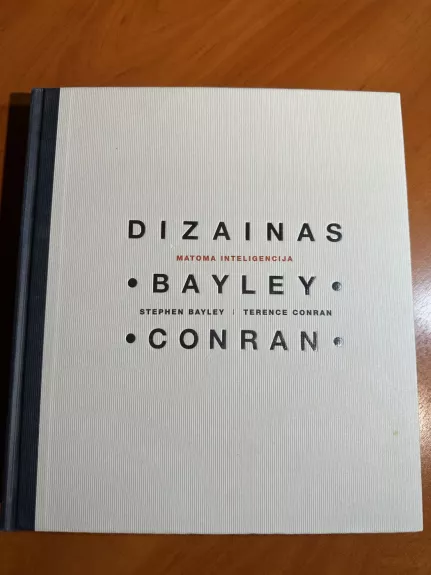 DIZAINAS
MATOMA INTELIGENCIJA
• BAYLEY •
STEPHEN BAYLEY | TERENCE CONRAN
• CONRAN •